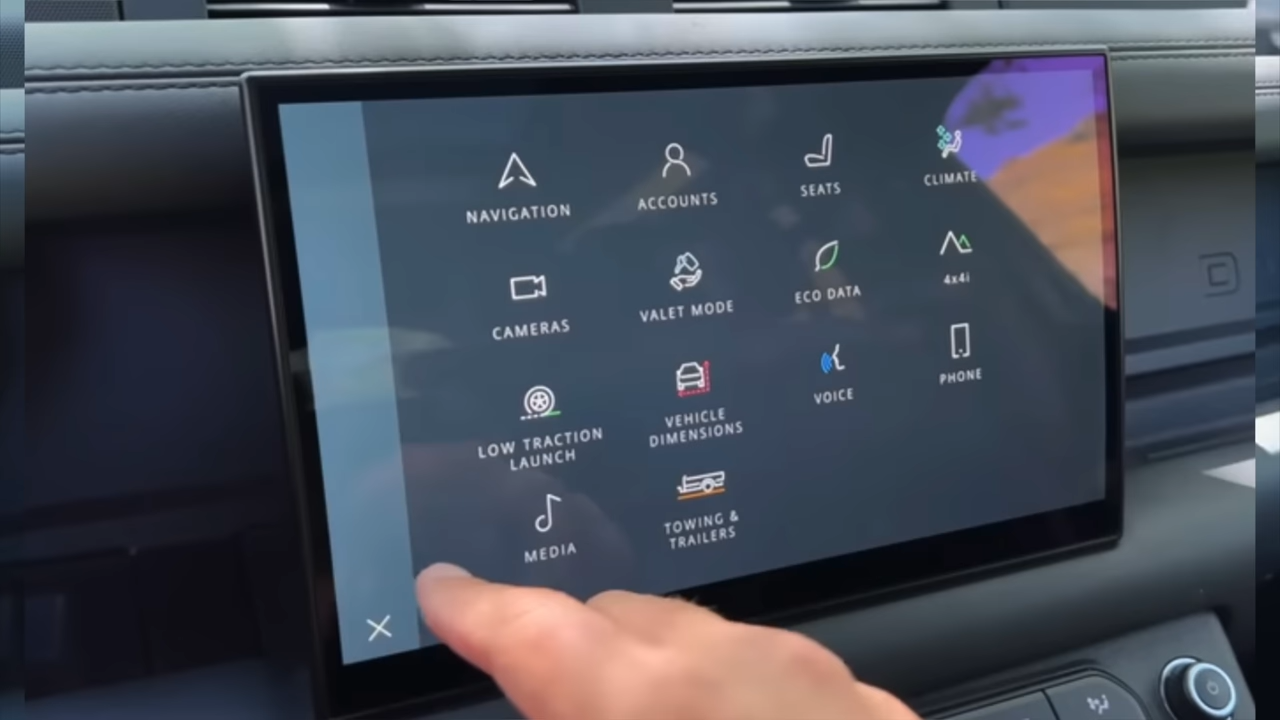 NAVIGATION
ACCOUNTS
SEATS
CLIMATE
CAMERAS
VALET MODE
ECO DATA
4x4i
LOW TRACTION
LAUNCH
VEHICLE
DIMENSIONS
VOICE
PHONE
MEDIA
TOWING &
TRAILERS